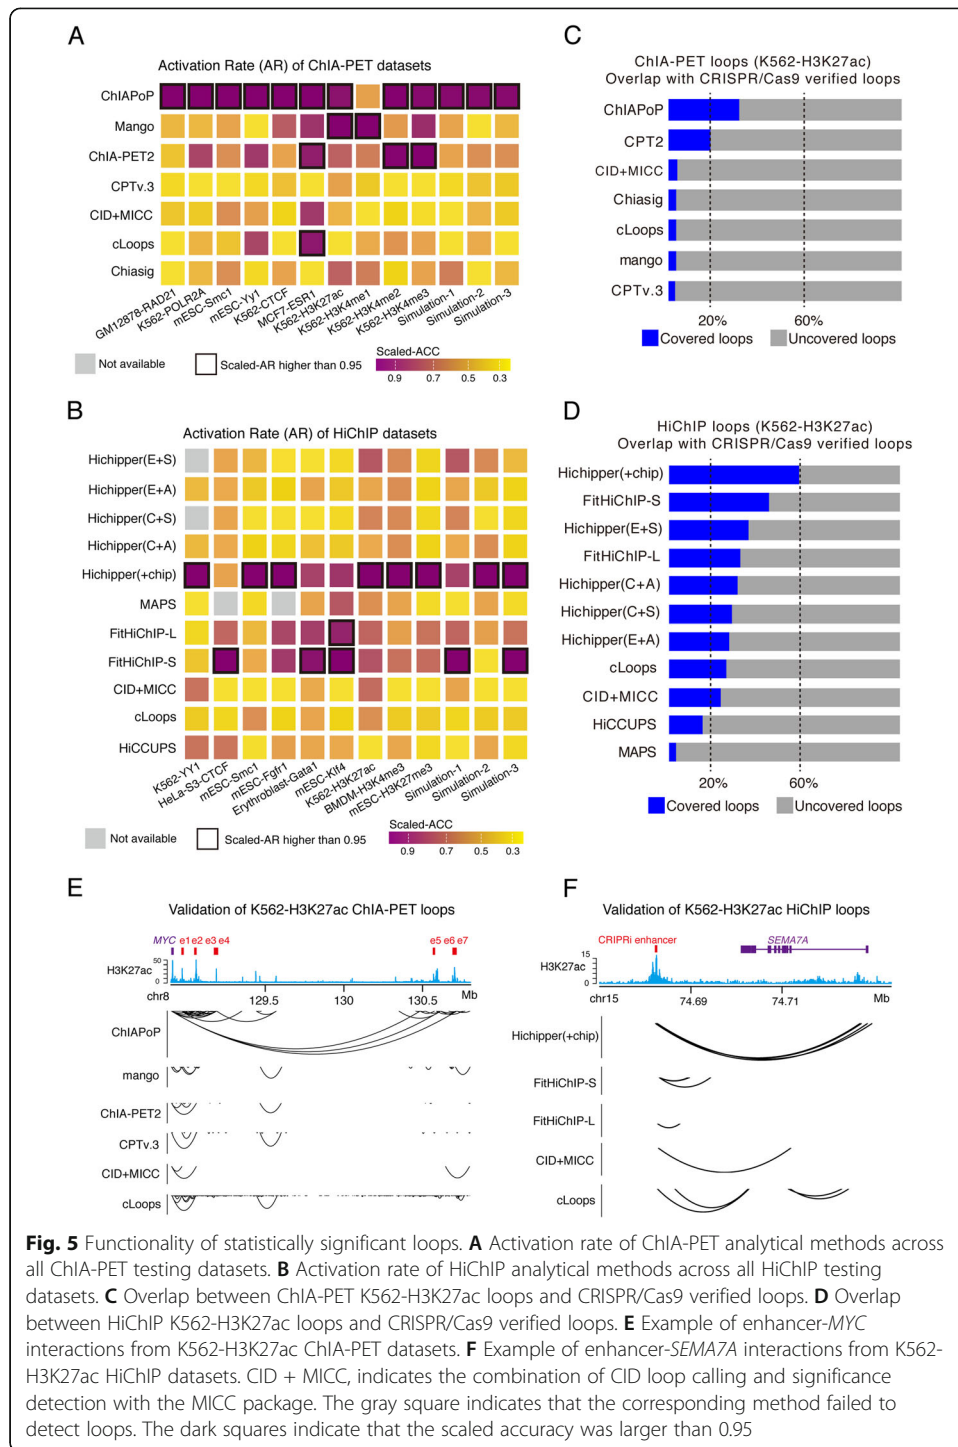 A
Activation Rate (AR) of ChIA-PET datasets
ChIAPoP
Mango
ChIA-PET2
CPTv.3
CID+MICC
cLoops
Chiasig
GM12878-RAD21
K562-POLR2A
mESC-Smc1
mESC-Yy1
K562-CTCF
MCF7-ESR1
K562-H3K27ac
K562-H3K4me1
K562-H3K4me2
K562-H3K4me3
Simulation-1
Simulation-2
Simulation-3
Not available
Scaled-AR higher than 0.95
Scaled-ACC
0.9 0.7 0.5 0.3
C
ChIA-PET loops (K562-H3K27ac)
Overlap with CRISPR/Cas9 verified loops
ChIAPoP
CPT2
CID+MICC
Chiasig
cLoops
mango
CPTv.3
20% 60%
Covered loops
Uncovered loops
B
Activation Rate (AR) of HiChIP datasets
Hichipper(E+S)
Hichipper(E+A)
Hichipper(C+S)
Hichipper(C+A)
Hichipper(+chip)
MAPS
FitHiChIP-L
FitHiChIP-S
CID+MICC
cLoops
HiCCUPS
K562-YY1
HeLa-S3-CTCF
mESC-Smc1
mESC-Fgfr1
Erythroblast-Gata1
mESC-Klf4
K562-H3K27ac
BMDM-H3K4me3
mESC-H3K27me3
Simulation-1
Simulation-2
Simulation-3
Not available
Scaled-AR higher than 0.95
Scaled-ACC
0.9 0.7 0.5 0.3
D
HiChIP loops (K562-H3K27ac)
Overlap with CRISPR/Cas9 verified loops
Hichipper(+chip)
FitHiChIP-S
Hichipper(E+S)
FitHiChIP-L
Hichipper(C+A)
Hichipper(C+S)
Hichipper(E+A)
cLoops
CID+MICC
HiCCUPS
MAPS
20% 60%
Covered loops
Uncovered loops
E
Validation of K562-H3K27ac ChIA-PET loops
MYC e1 e2 e3 e4 e5 e6 e7
H3K27ac
50
0
chr8 129.5 130 130.5 Mb
ChIAPoP
mango
ChIA-PET2
CPTv.3
CID+MICC
cLoops
F
Validation of K562-H3K27ac HiChIP loops
CRIPRi enhancer SEMA7A
15
H3K27ac
0
chr15 74.69 74.71 Mb
Hichipper(+chip)
FitHiChIP-S
FitHiChIP-L
CID+MICC
cLoops
Fig. 5 Functionality of statistically significant loops. A Activation rate of ChIA-PET analytical methods across
all ChIA-PET testing datasets. B Activation rate of HiChIP analytical methods across all HiChIP testing
datasets. C Overlap between ChIA-PET K562-H3K27ac loops and CRISPR/Cas9 verified loops. D Overlap
between HiChIP K562-H3K27ac loops and CRISPR/Cas9 verified loops. E Example of enhancer-MYC
interactions from K562-H3K27ac ChIA-PET datasets. F Example of enhancer-SEMA7A interactions from K562-
H3K27ac HiChIP datasets. CID + MICC, indicates the combination of CID loop calling and significance
detection with the MICC package. The gray square indicates that the corresponding method failed to
detect loops. The dark squares indicate that the scaled accuracy was larger than 0.95